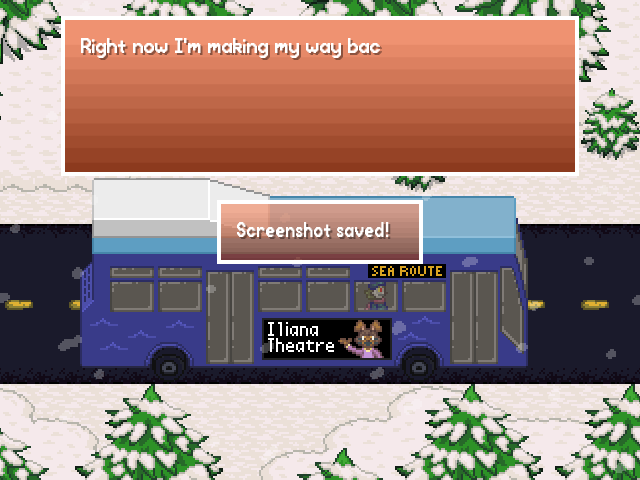 Right now I'm making my way bac
Screenshot saved!
SEA ROUTE
Iliana
Theatre